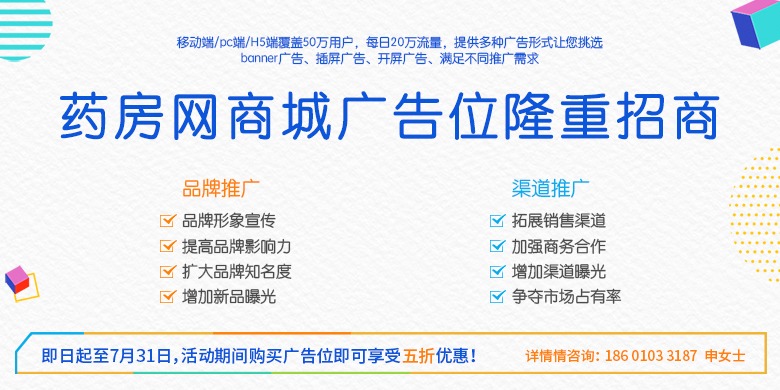 移动端/pc端/H5端覆盖50万用户，每日20万流量，提供多种广告形式让您挑选
banner广告、插屏广告、开屏广告、满足不同推广需求
药房网商城广告位隆重招商
品牌推广
品牌形象宣传
提高品牌影响力
扩大品牌知名度
增加新品曝光
渠道推广
拓展销售渠道
加强商务合作
增加渠道曝光
争夺市场占有率
即日起至7月31日，活动期间购买广告位即可享受五折优惠！
详情情咨询：186 0103 3187 申女士